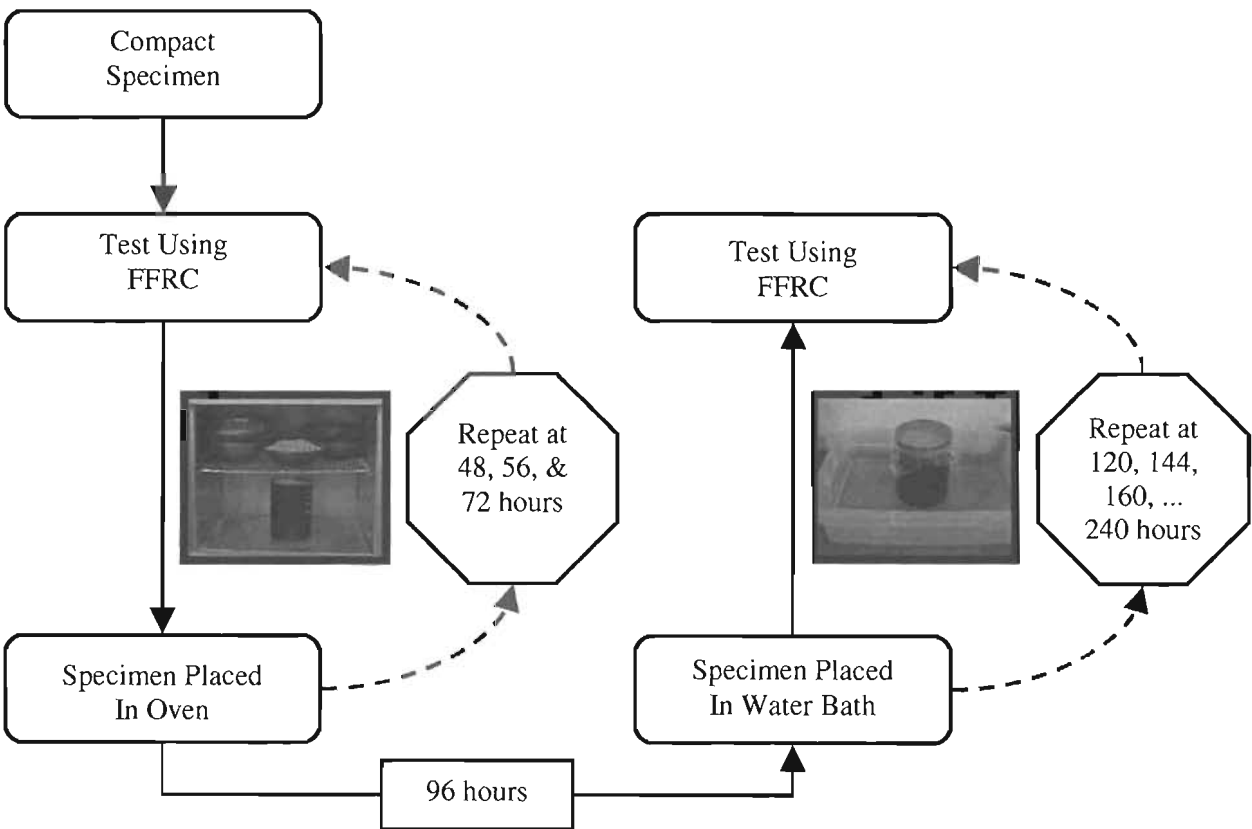 Compact
Specimen
Test Using
FFRC
Repeat at
48, 56, &
72 hours
Specimen Placed
In Oven
96 hours
Test Using
FFRC
Repeat at
120, 144,
160, ...
240 hours
Specimen Placed
In Water Bath